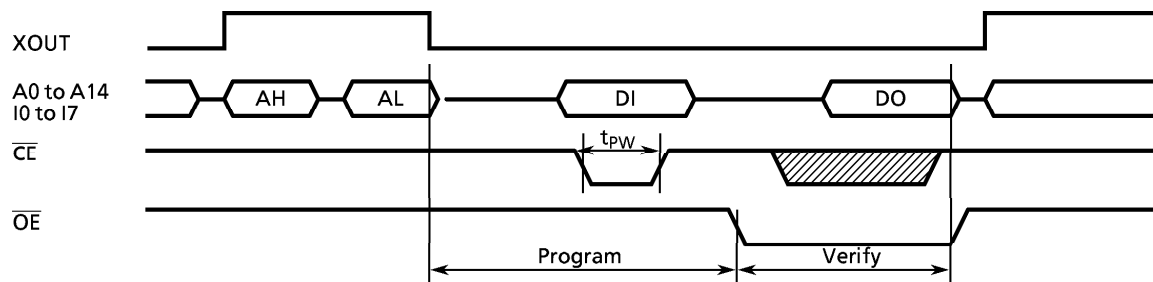 XOUT
A0 to A14
I0 to I7
AH
AL
DI
DO
CE
tPW
OE
Program
Verify